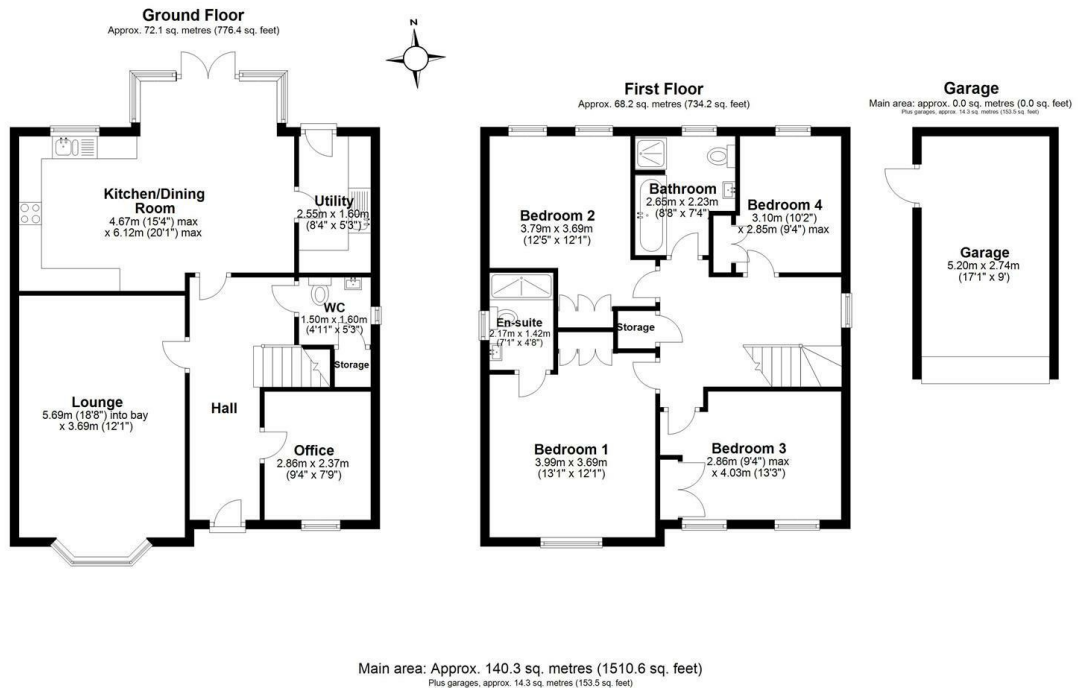 Ground Floor
Approx. 72.1 sq. metres (776.4 sq. feet)
N
First Floor
Approx. 68.2 sq. metres (734.2 sq. feet)
Garage
Main area: approx. 0.0 sq. metres (0.0 sq. feet)
Plus garages, approx. 14.3 sq. metres (153.5 sq. feet)
Kitchen/Dining
Room
4.67m (15'4") max
x 6.12m (20'1") max
Utility
2.55m x 1.60m
(8'4" x 5'3")
WC
1.50m x 1.60m
(4'11" x 5'3")
Storage
Lounge
5.69m (18'8") into bay
x 3.69m (12'1")
Hall
Office
2.86m x 2.37m
(9'4" x 7'9")
Bedroom 2
3.79m x 3.69m
(12'5" x 12'1")
Bathroom
2.65m x 2.23m
(8'8" x 7'4")
Bedroom 4
3.10m (10'2")
x 2.85m (9'4") max
En-suite
2.17m x 1.42m
(7'1" x 4'8")
Storage
Bedroom 1
3.99m x 3.69m
(13'1" x 12'1")
Bedroom 3
2.86m (9'4") max
x 4.03m (13'3")
Garage
5.20m x 2.74m
(17'1" x 9')
Main area: Approx. 140.3 sq. metres (1510.6 sq. feet)
Plus garages, approx. 14.3 sq. metres (153.5 sq. feet)